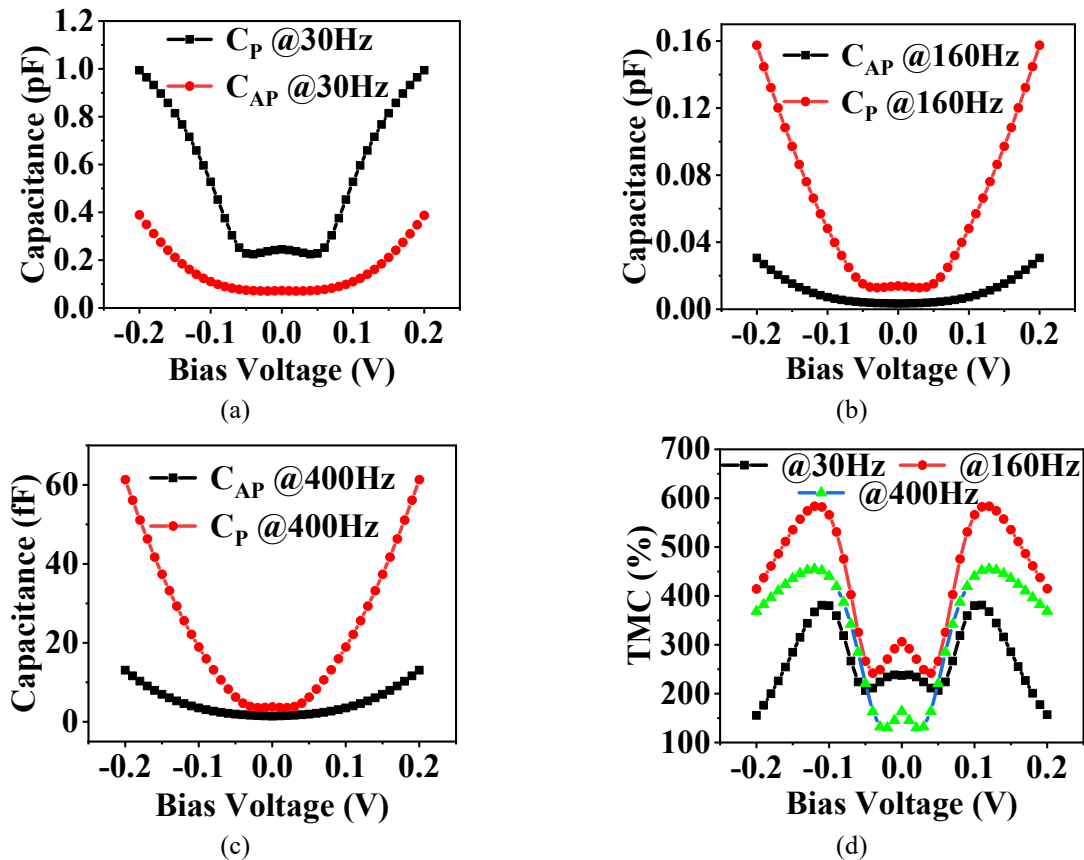 1.2
1.0
0.8
0.6
0.4
0.2
0.0
Capacitance (pF)
C_P @30Hz
C_AP @30Hz
-0.2 -0.1 0.0 0.1 0.2
Bias Voltage (V)
(a)
0.16
0.12
0.08
0.04
0.00
Capacitance (pF)
C_AP @160Hz
C_P @160Hz
-0.2 -0.1 0.0 0.1 0.2
Bias Voltage (V)
(b)
60
40
20
0
Capacitance (fF)
C_AP @400Hz
C_P @400Hz
-0.2 -0.1 0.0 0.1 0.2
Bias Voltage (V)
(c)
700
600
500
400
300
200
100
TMC (%)
@30Hz @160Hz
@400Hz
-0.2 -0.1 0.0 0.1 0.2
Bias Voltage (V)
(d)